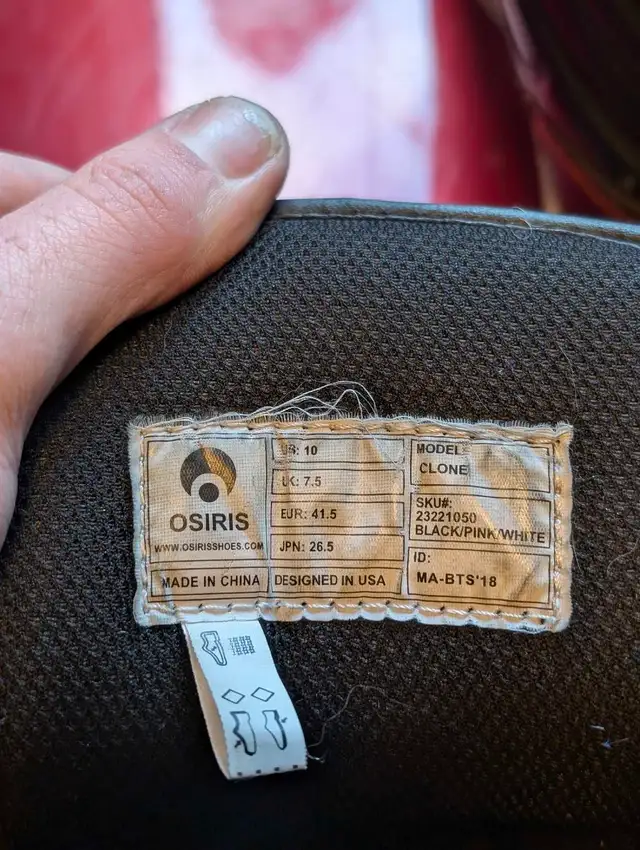 OSIRIS
WWW.OSIRISSHOES.COM
MADE IN CHINA
US: 10
UK: 7.5
EUR: 41.5
JPN: 26.5
DESIGNED IN USA
MODEL:
CLONE
SKU#:
23221050
BLACK/PINK/WHITE
ID:
MA-BTS'18